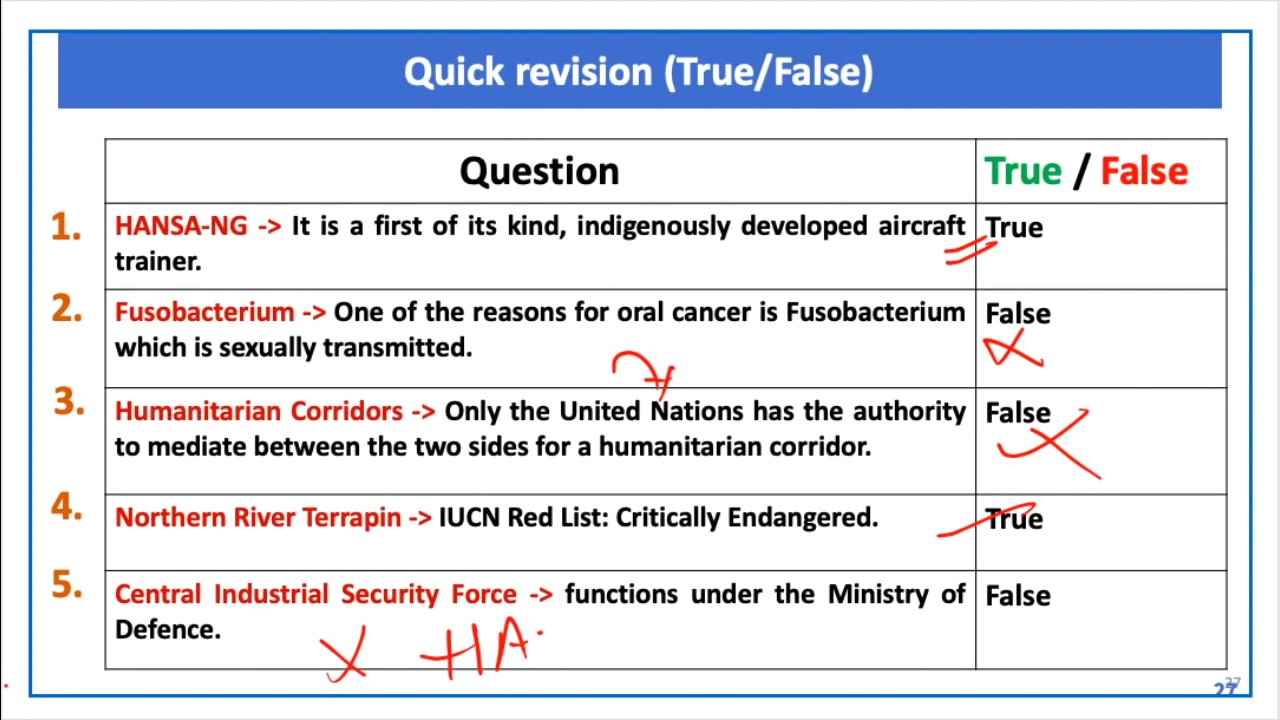 Quick revision (True/False)
Question
True / False
1.
HANSA-NG -> It is a first of its kind, indigenously developed aircraft
trainer.
True
2.
Fusobacterium -> One of the reasons for oral cancer is Fusobacterium
which is sexually transmitted.
False
3.
Humanitarian Corridors -> Only the United Nations has the authority
to mediate between the two sides for a humanitarian corridor.
False
4.
Northern River Terrapin -> IUCN Red List: Critically Endangered.
True
5.
Central Industrial Security Force -> functions under the Ministry of
Defence.
False
HA.
27
27